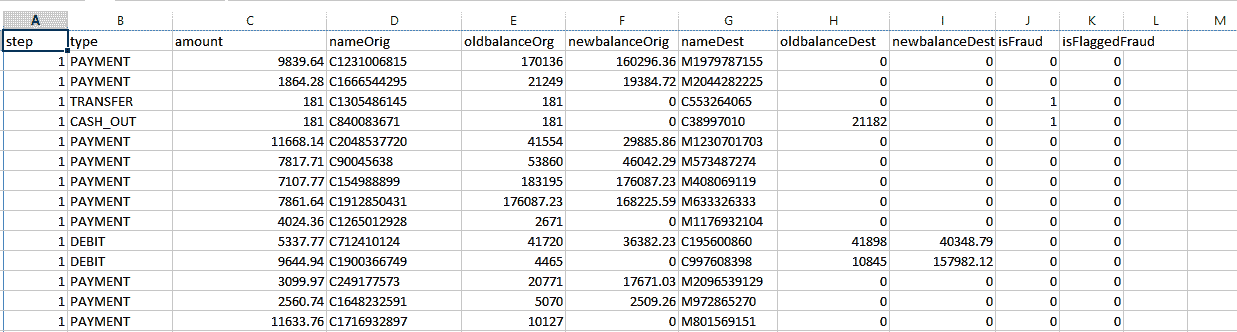 A B C D E F G H I J K L M
step type amount nameOrig oldbalanceOrg newbalanceOrig nameDest oldbalanceDest newbalanceDest isFraud isFlaggedFraud
1 PAYMENT 9839.64 C1231006815 170136 160296.36 M1979787155 0 0 0 0
1 PAYMENT 1864.28 C1666544295 21249 19384.72 M2044282225 0 0 0 0
1 TRANSFER 181 C1305486145 181 0 C553264065 0 0 1 0
1 CASH_OUT 181 C840083671 181 0 C38997010 21182 0 1 0
1 PAYMENT 11668.14 C2048537720 41554 29885.86 M1230701703 0 0 0 0
1 PAYMENT 7817.71 C90045638 53860 46042.29 M573487274 0 0 0 0
1 PAYMENT 7107.77 C154988899 183195 176087.23 M408069119 0 0 0 0
1 PAYMENT 7861.64 C1912850431 176087.23 168225.59 M633326333 0 0 0 0
1 PAYMENT 4024.36 C1265012928 2671 0 M1176932104 0 0 0 0
1 DEBIT 5337.77 C712410124 41720 36382.23 C195600860 41898 40348.79 0 0
1 DEBIT 9644.94 C1900366749 4465 0 C997608398 10845 157982.12 0 0
1 PAYMENT 3099.97 C249177573 20771 17671.03 M2096539129 0 0 0 0
1 PAYMENT 2560.74 C1648232591 5070 2509.26 M972865270 0 0 0 0
1 PAYMENT 11633.76 C1716932897 10127 0 M801569151 0 0 0 0